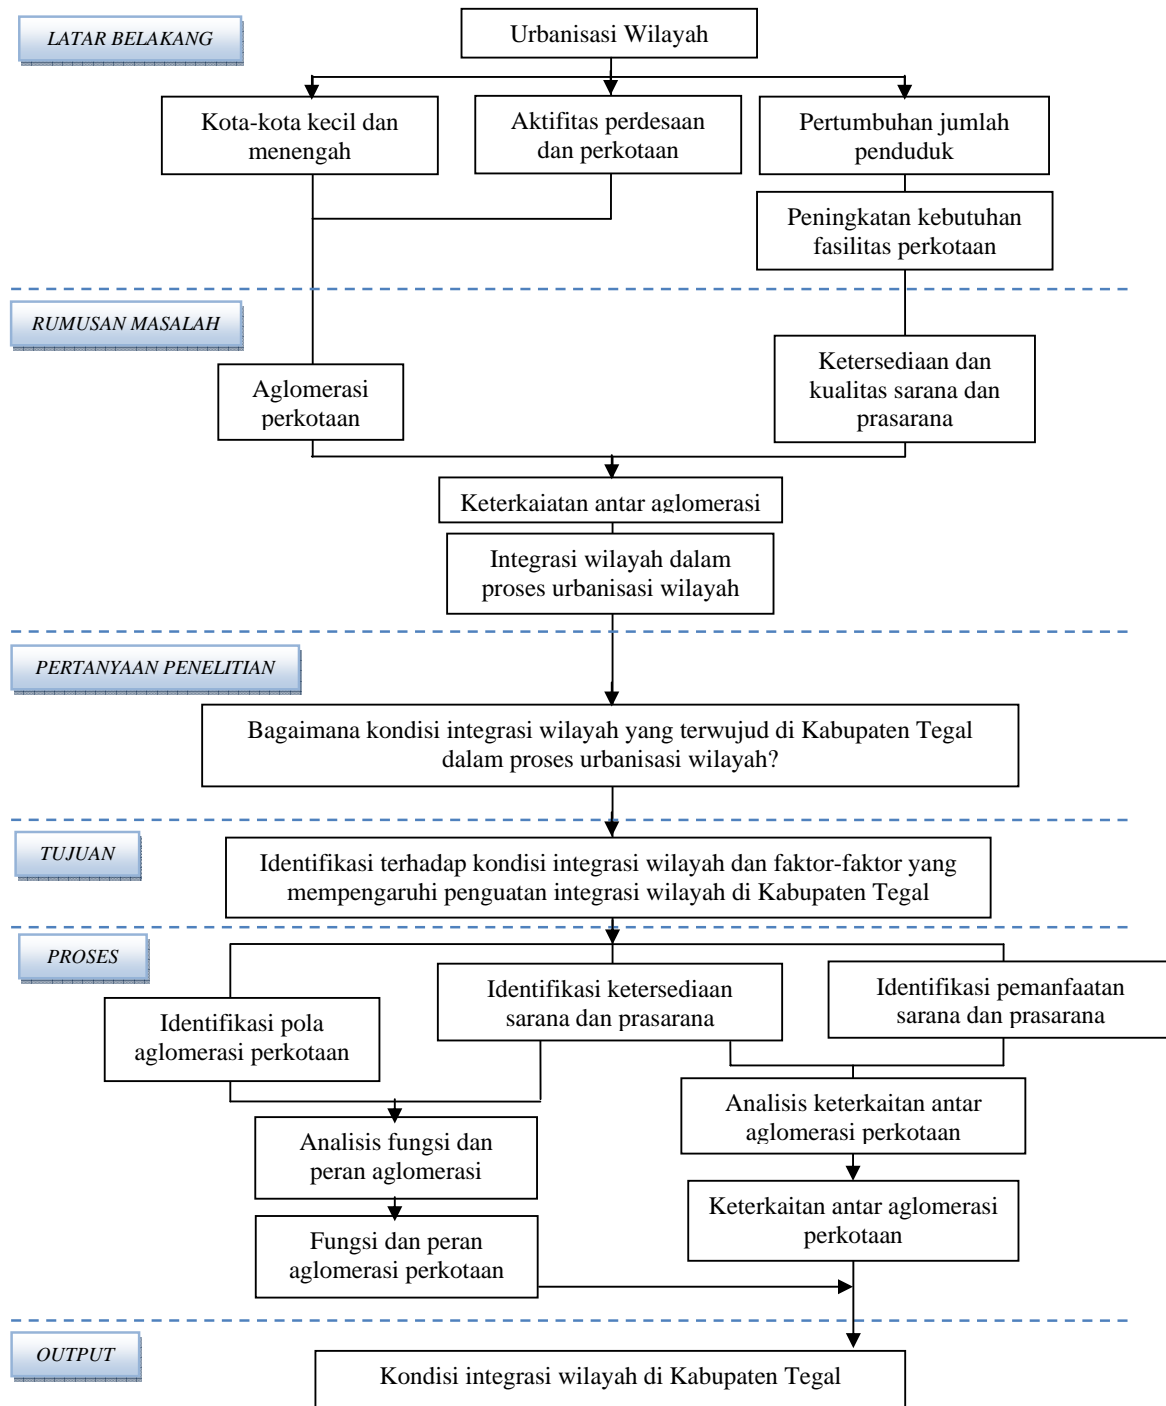 LATAR BELAKANG
Urbanisasi Wilayah
Kota-kota kecil dan
menengah
Aktifitas perdesaan
dan perkotaan
Pertumbuhan jumlah
penduduk
Peningkatan kebutuhan
fasilitas perkotaan
RUMUSAN MASALAH
Aglomerasi
perkotaan
Ketersediaan dan
kualitas sarana dan
prasarana
Keterkaiatan antar aglomerasi
Integrasi wilayah dalam
proses urbanisasi wilayah
PERTANYAAN PENELITIAN
Bagaimana kondisi integrasi wilayah yang terwujud di Kabupaten Tegal
dalam proses urbanisasi wilayah?
TUJUAN
Identifikasi terhadap kondisi integrasi wilayah dan faktor-faktor yang
mempengaruhi penguatan integrasi wilayah di Kabupaten Tegal
PROSES
Identifikasi pola
aglomerasi perkotaan
Identifikasi ketersediaan
sarana dan prasarana
Identifikasi pemanfaatan
sarana dan prasarana
Analisis fungsi dan
peran aglomerasi
Analisis keterkaitan antar
aglomerasi perkotaan
Fungsi dan peran
aglomerasi perkotaan
Keterkaitan antar aglomerasi
perkotaan
OUTPUT
Kondisi integrasi wilayah di Kabupaten Tegal